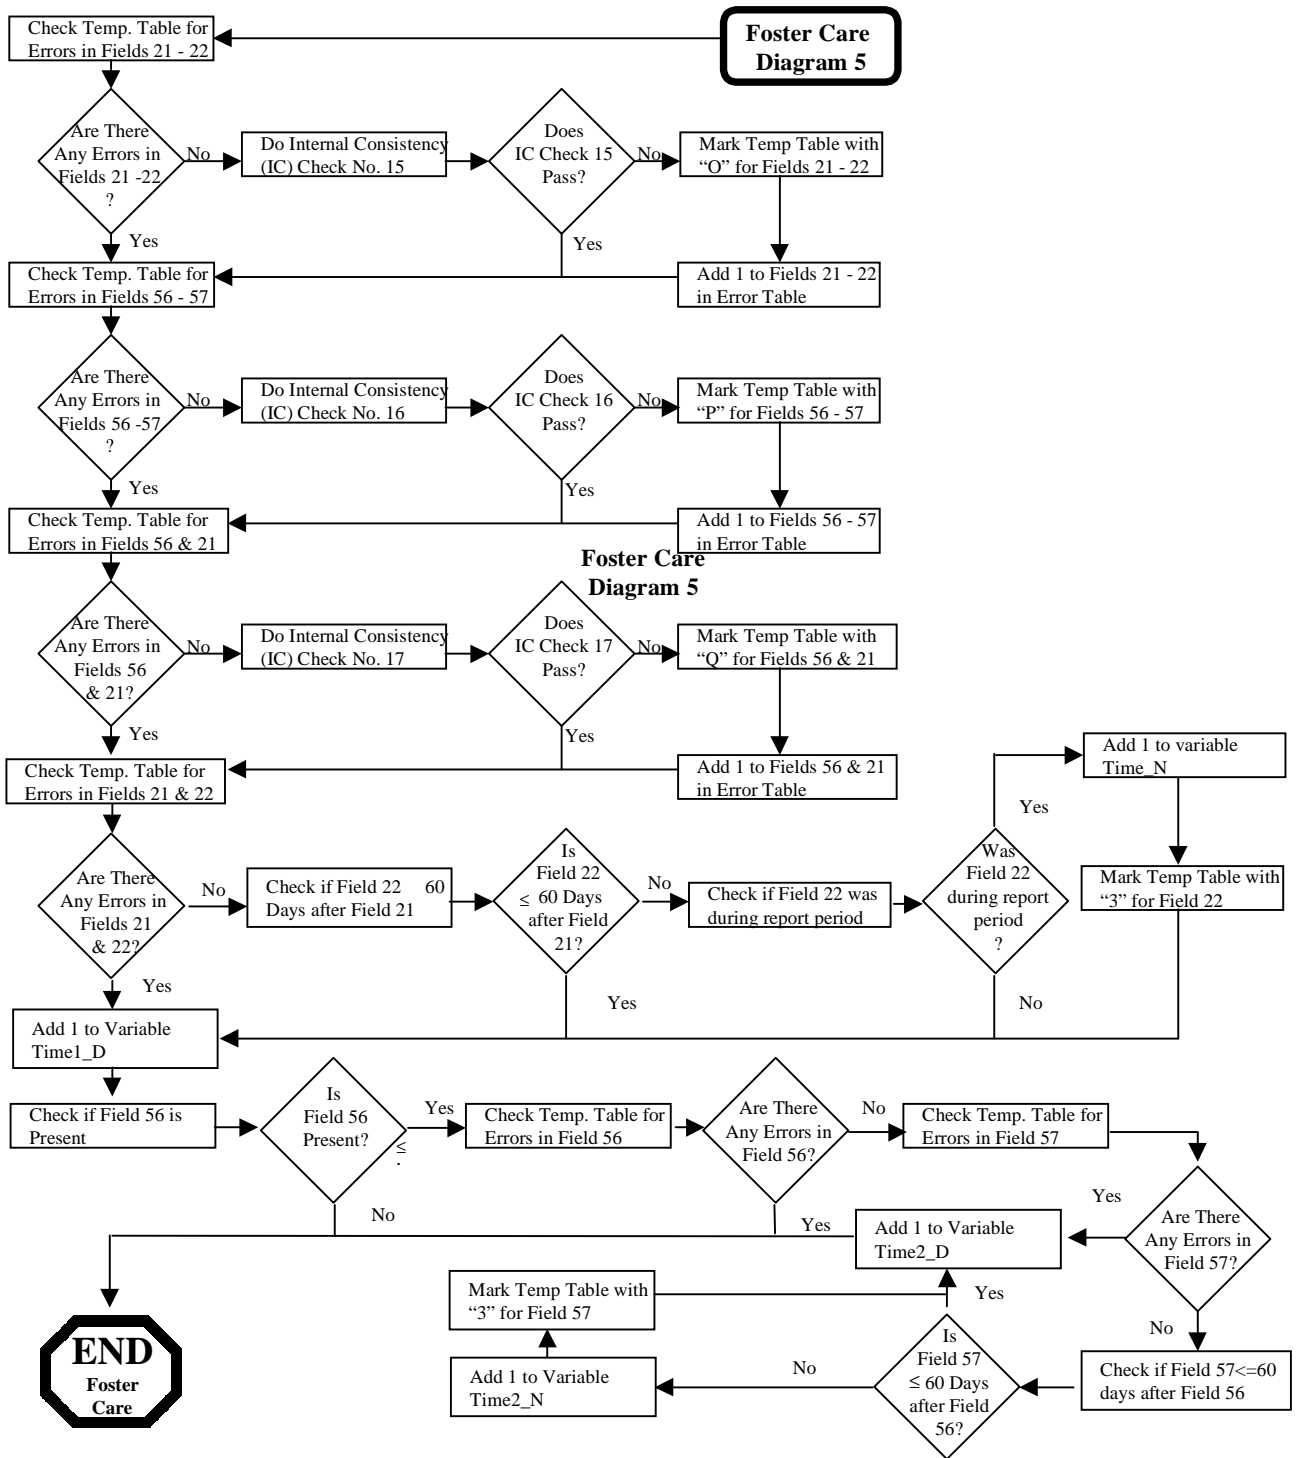 Check Temp. Table for
Errors in Fields 21 - 22
Foster Care
Diagram 5
Are There
Any Errors in
Fields 21 -22
?
No
Do Internal Consistency
(IC) Check No. 15
Does
IC Check 15
Pass?
No
Mark Temp Table with
“O” for Fields 21 - 22
Yes
Yes
Check Temp. Table for
Errors in Fields 56 - 57
Add 1 to Fields 21 - 22
in Error Table
Are There
Any Errors in
Fields 56 -57
?
No
Do Internal Consistency
(IC) Check No. 16
Does
IC Check 16
Pass?
No
Mark Temp Table with
“P” for Fields 56 - 57
Yes
Yes
Check Temp. Table for
Errors in Fields 56 & 21
Add 1 to Fields 56 - 57
in Error Table
Foster Care
Diagram 5
Are There
Any Errors in
Fields 56
& 21?
No
Do Internal Consistency
(IC) Check No. 17
Does
IC Check 17
Pass?
No
Mark Temp Table with
“Q” for Fields 56 & 21
Yes
Yes
Check Temp. Table for
Errors in Fields 21 & 22
Add 1 to Fields 56 & 21
in Error Table
Add 1 to variable
Time_N
Yes
Are There
Any Errors in
Fields 21
& 22?
No
Check if Field 22 60
Days after Field 21
Is
Field 22
≤ 60 Days
after Field
21?
No
Check if Field 22 was
during report period
Was
Field 22
during report
period
?
Mark Temp Table with
“3” for Field 22
Yes
Yes
No
Add 1 to Variable
Time1_D
Check if Field 56 is
Present
Is
Field 56
Present?
≤
.
Yes
Check Temp. Table for
Errors in Field 56
Are There
Any Errors in
Field 56?
No
Check Temp. Table for
Errors in Field 57
No
Yes
Add 1 to Variable
Time2_D
Yes
Are There
Any Errors in
Field 57?
Mark Temp Table with
“3” for Field 57
Yes
No
END
Foster
Care
Add 1 to Variable
Time2_N
No
Is
Field 57
≤ 60 Days
after Field
56?
Check if Field 57<=60
days after Field 56